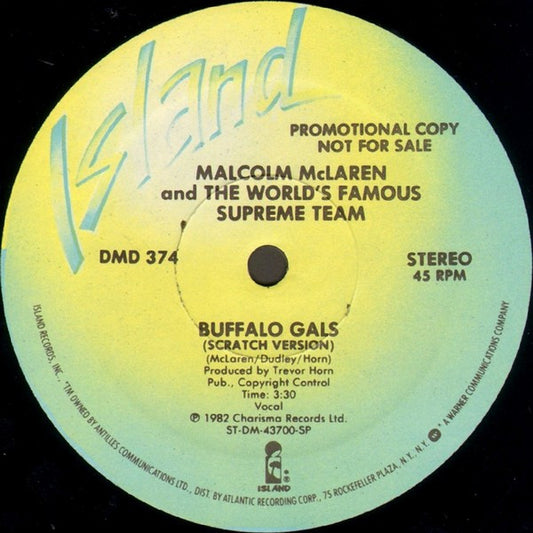 Island
PROMOTIONAL COPY
NOT FOR SALE
MALCOLM McLAREN
and THE WORLD'S FAMOUS
SUPREME TEAM
DMD 374
STEREO
45 RPM
BUFFALO GALS
(SCRATCH VERSION)
(McLaren/Dudley/Horn)
Produced by Trevor Horn
Pub., Copyright Control
Time: 3:30
Vocal
℗ 1982 Charisma Records Ltd.
ST-DM-43700-SP
ISLAND
ISLAND RECORDS, INC., "TM OWNED BY ANTILLES COMMUNICATIONS LTD., DIST. BY ATLANTIC RECORDING CORP., 75 ROCKEFELLER PLAZA, N.Y., N.Y. " A WARNER COMMUNICATIONS COMPANY